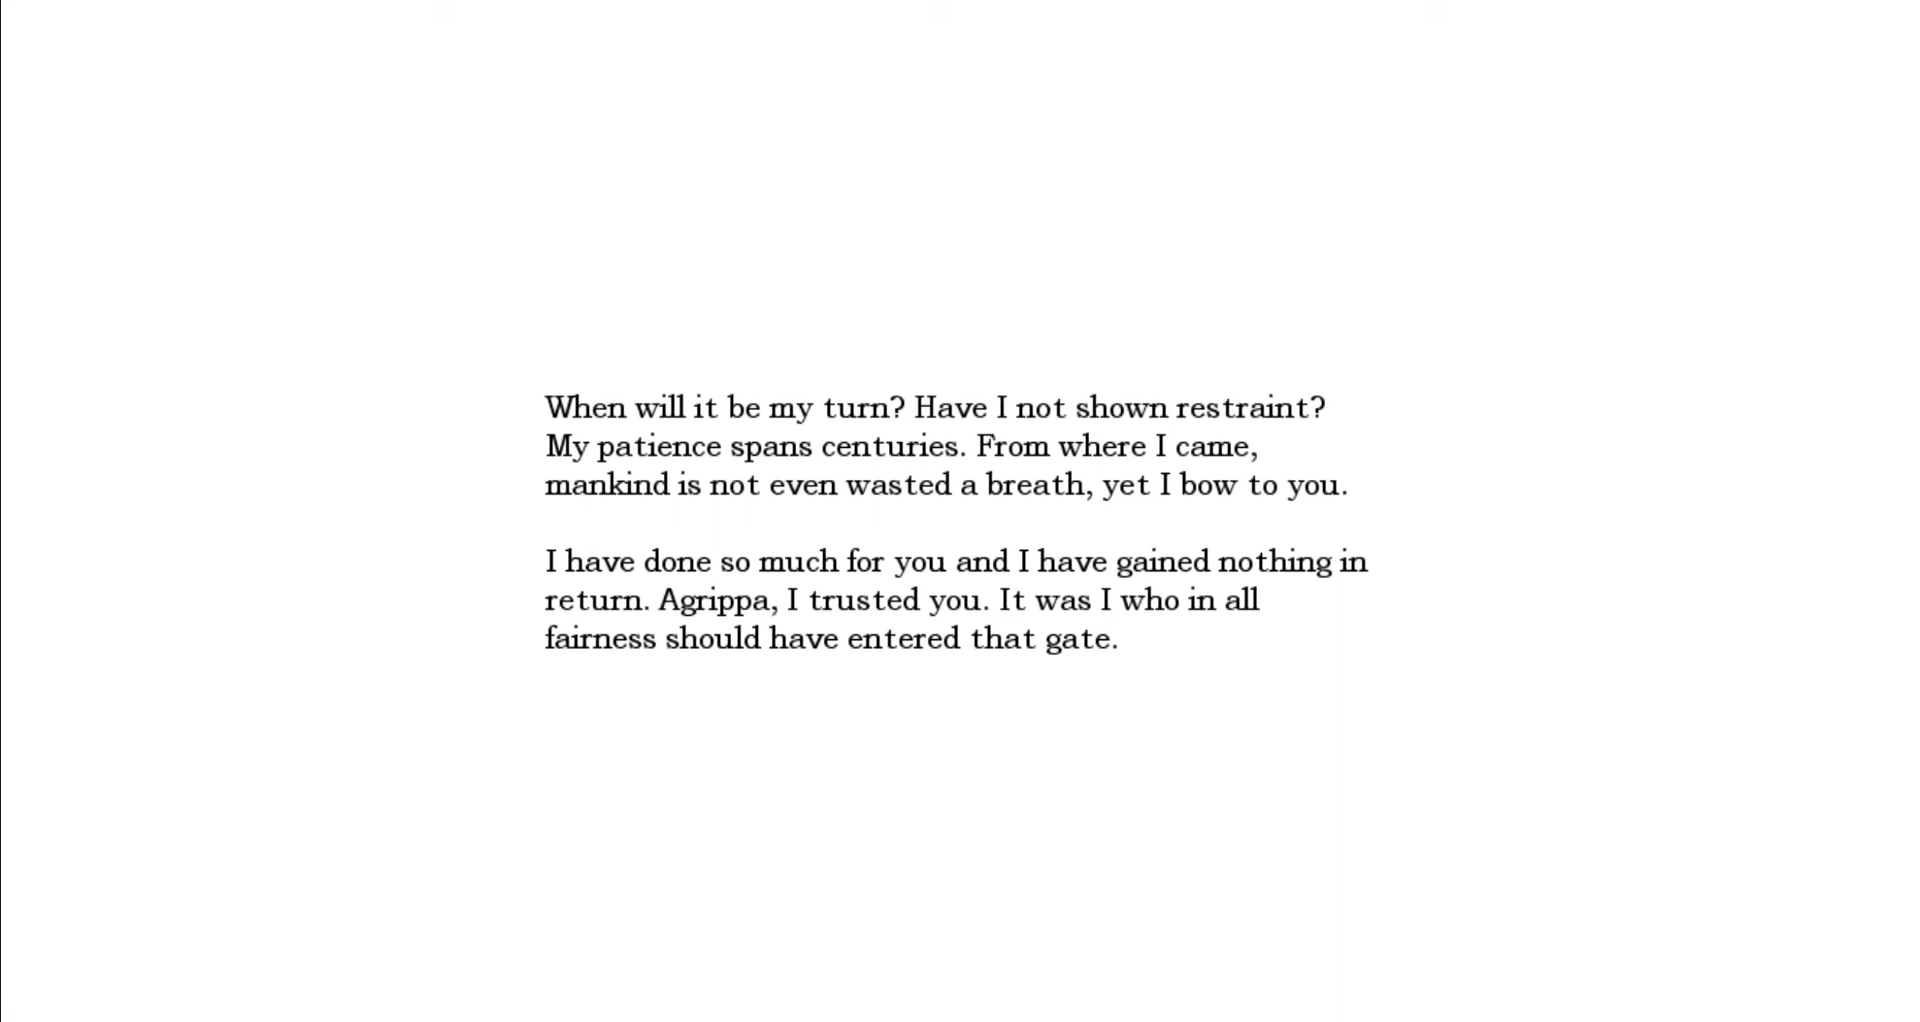 When will it be my turn? Have I not shown restraint?
My patience spans centuries. From where I came,
mankind is not even wasted a breath, yet I bow to you.
I have done so much for you and I have gained nothing in
return. Agrippa, I trusted you. It was I who in all
fairness should have entered that gate.